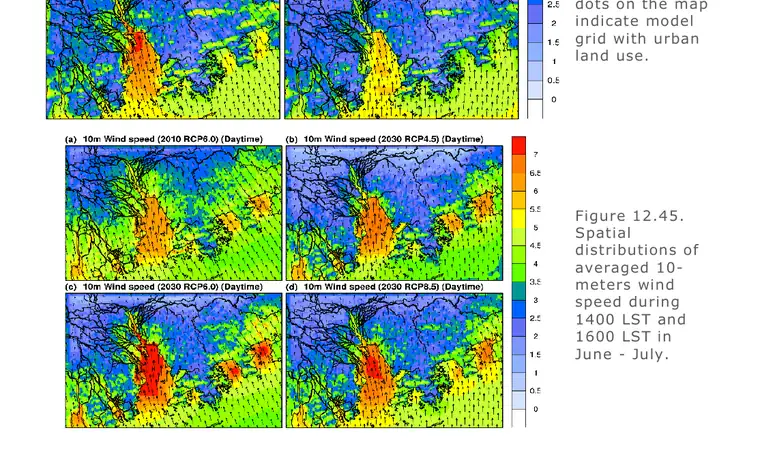 dots on the map
indicate model
grid with urban
land use.
2.5
2
1.5
1
0.5
0
(a) 10m Wind speed (2010 RCP6.0) (Daytime)
(b) 10m Wind speed (2030 RCP4.5) (Daytime)
(c) 10m Wind speed (2030 RCP6.0) (Daytime)
(d) 10m Wind speed (2030 RCP8.5) (Daytime)
7
6.5
6
5.5
5
4.5
4
3.5
3
2.5
2
1.5
1
0.5
0
Figure 12.45.
Spatial
distributions of
averaged 10-
meters wind
speed during
1400 LST and
1600 LST in
June - July.